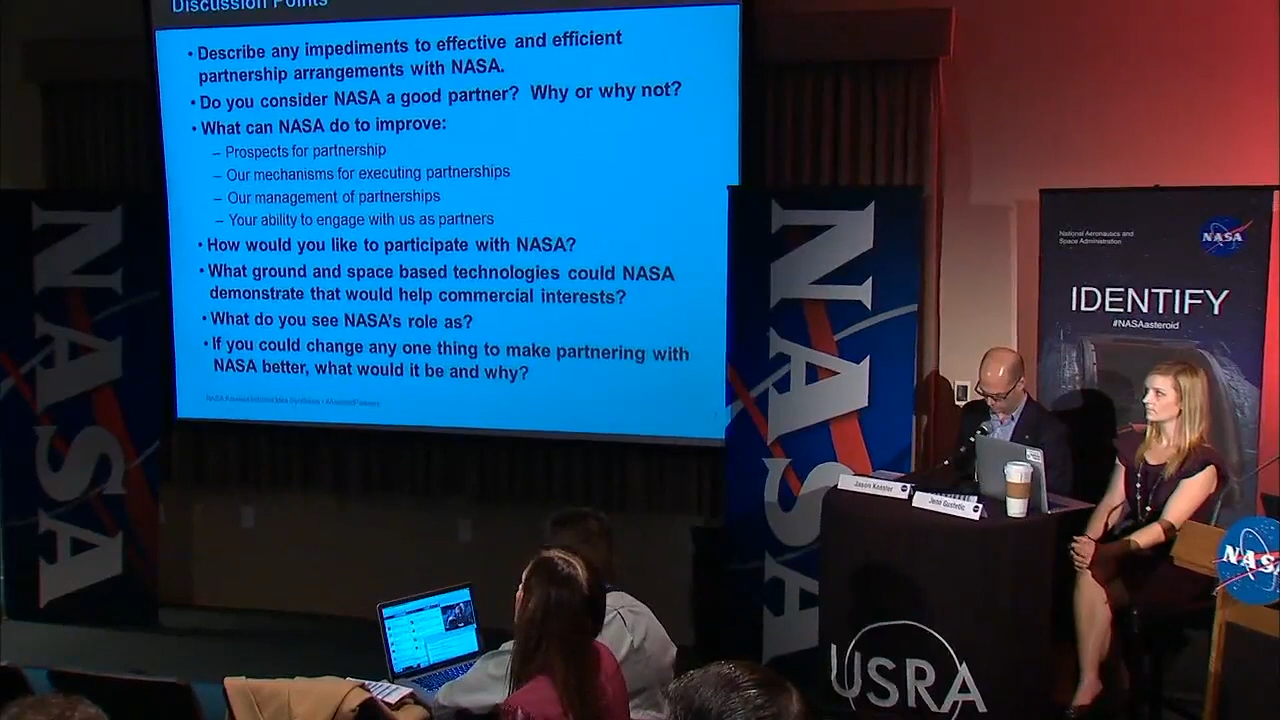 Discussion Points
• Describe any impediments to effective and efficient
partnership arrangements with NASA.
• Do you consider NASA a good partner? Why or why not?
• What can NASA do to improve:
– Prospects for partnership
– Our mechanisms for executing partnerships
– Our management of partnerships
– Your ability to engage with us as partners
• How would you like to participate with NASA?
• What ground and space based technologies could NASA
demonstrate that would help commercial interests?
• What do you see NASA's role as?
• If you could change any one thing to make partnering with
NASA better, what would it be and why?
NASA
NASA
National Aeronautics and
Space Administration
NASA
IDENTIFY
#NASAasteroid
Jason Kessler
Jenn Gustetic
USRA
NASA